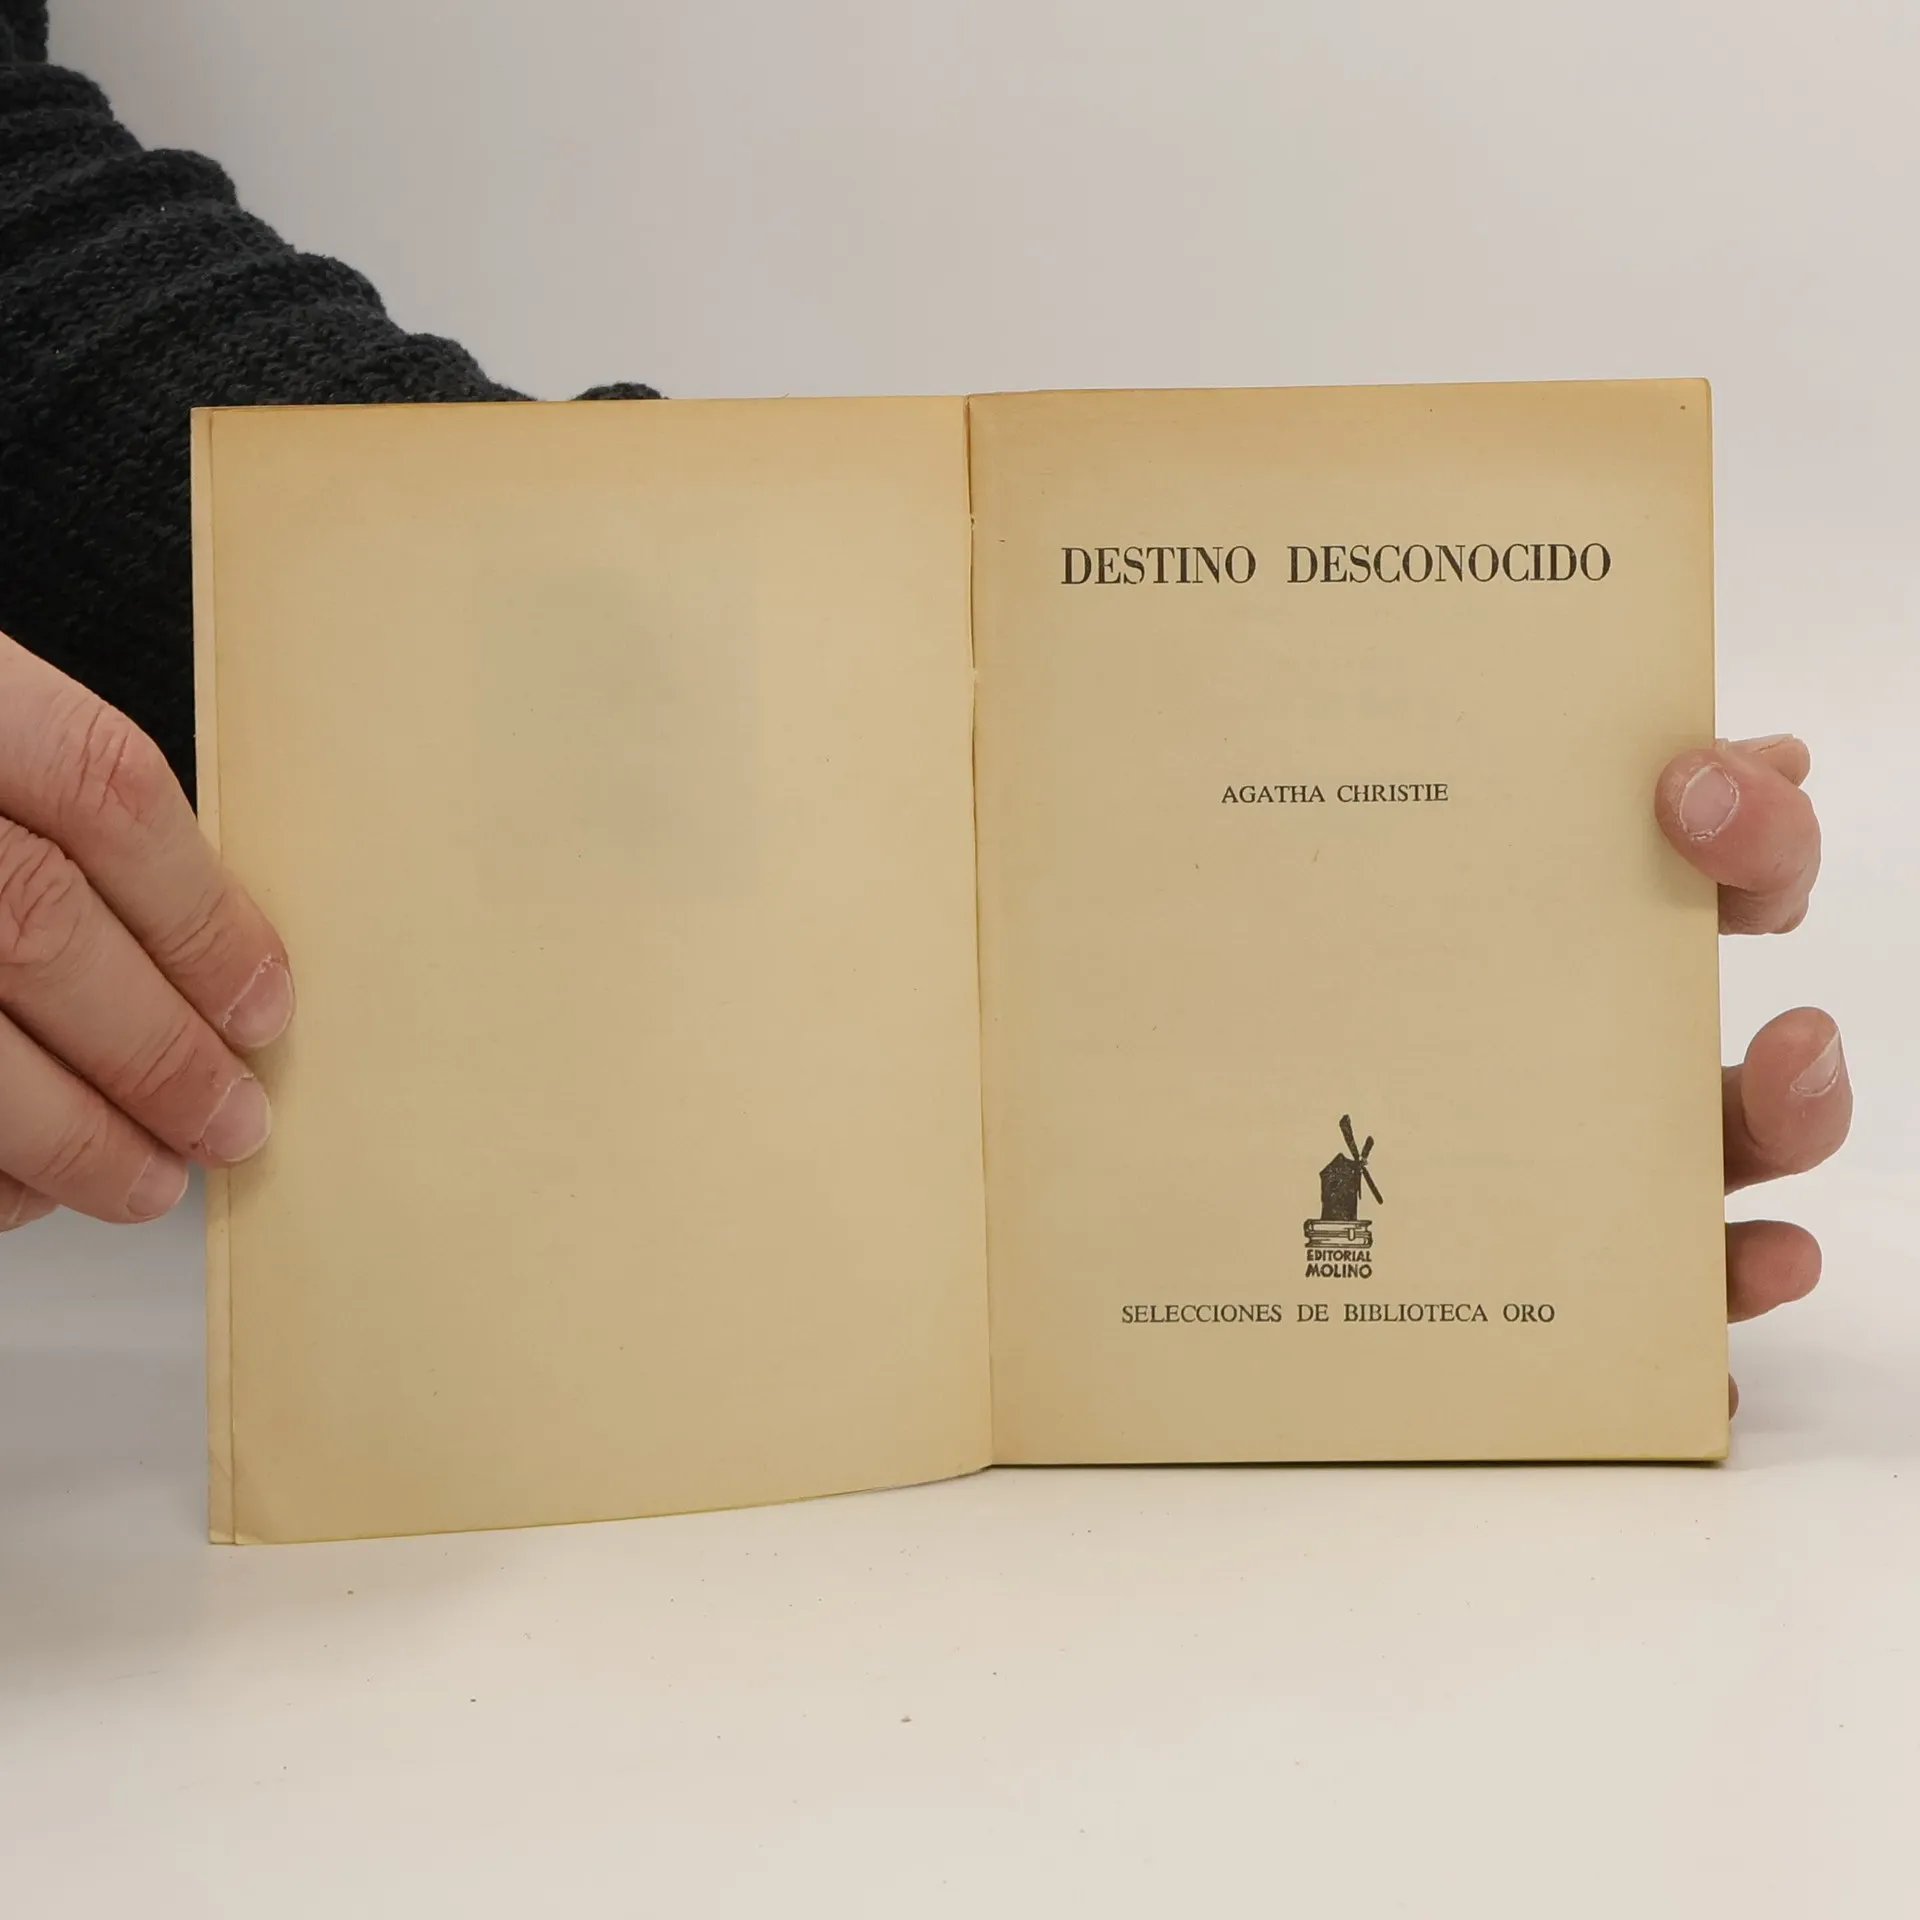 DESTINO DESCONOCIDO
AGATHA CHRISTIE
EDITORIAL
MOLINO
SELECCIONES DE BIBLIOTECA ORO